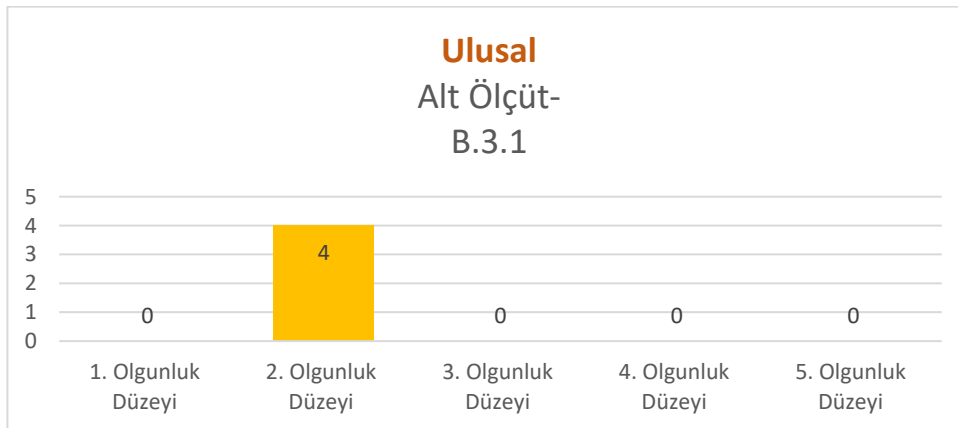 Ulusal
Alt Ölçüt-
B.3.1
5
4
3
2
1
0
0
4
0
0
0
1. Olgunluk
Düzeyi
2. Olgunluk
Düzeyi
3. Olgunluk
Düzeyi
4. Olgunluk
Düzeyi
5. Olgunluk
Düzeyi